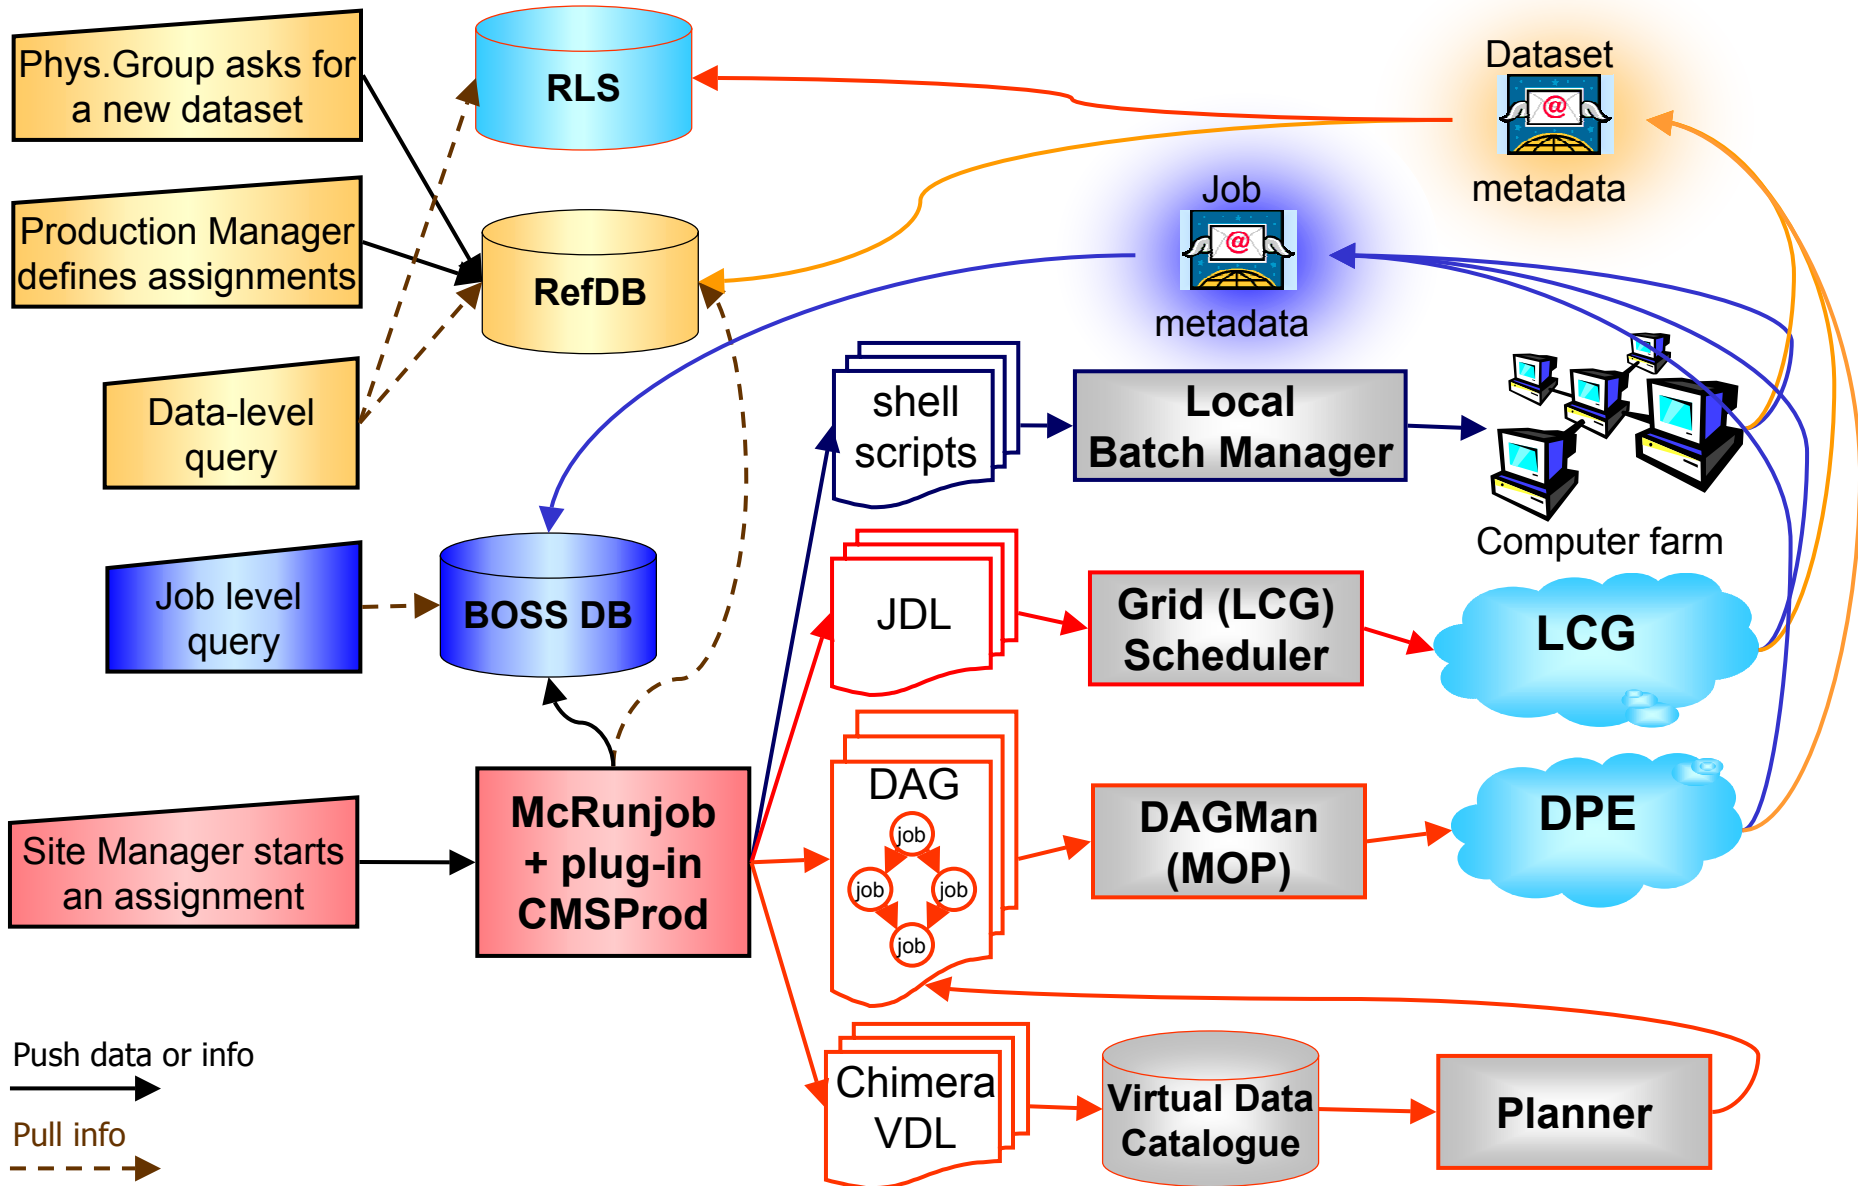 Phys.Group asks for
a new dataset
RLS
Dataset
@
metadata
Production Manager
defines assignments
RefDB
Job
@
metadata
Data-level
query
shell
scripts
Local
Batch Manager
Computer farm
Job level
query
BOSS DB
JDL
Grid (LCG)
Scheduler
LCG
Site Manager starts
an assignment
McRunjob
+ plug-in
CMSProd
DAG
job
job
job
job
DAGMan
(MOP)
DPE
Push data or info
Pull info
Chimera
VDL
Virtual Data
Catalogue
Planner